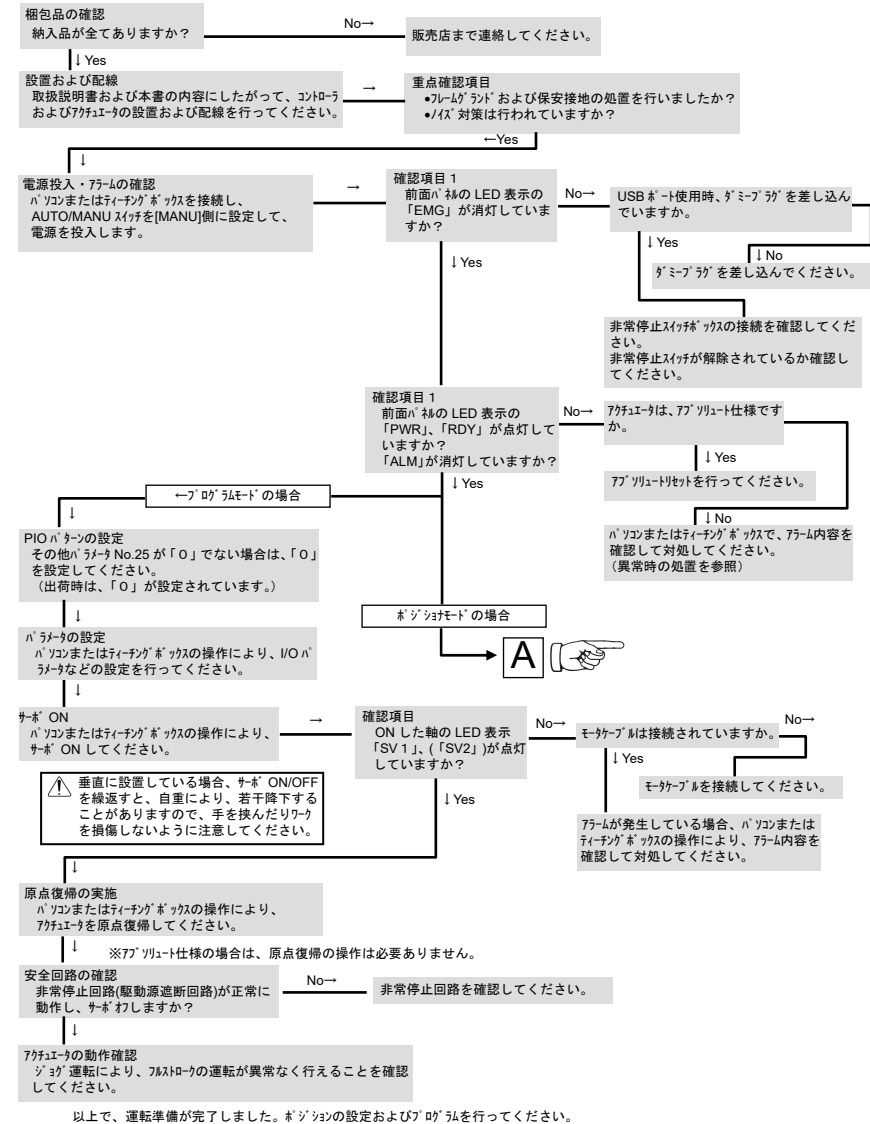 梱包品の確認
納入品が全てありますか？
No→
販売店まで連絡してください。
↓Yes
設置および配線
取扱説明書および本書の内容にしたがって、ｺﾝﾄﾛｰﾗ
およびｱｸﾁｭｴｰﾀの設置および配線を行ってください。
→
重点確認項目
●ﾌﾚｰﾑｸﾞﾗﾝﾄﾞおよび保安接地の処置を行いましたか？
●ﾉｲｽﾞ対策は行われていますか？
←Yes
↓
電源投入・ｱﾗｰﾑの確認
ﾊﾟｿｺﾝまたはﾃｨｰﾁﾝｸﾞﾎﾞｯｸｽを接続し、
AUTO/MANU ｽｲｯﾁを[MANU]側に設定して、
電源を投入します。
→
確認項目 1
前面ﾊﾟﾈﾙの LED 表示の
「EMG」が消灯していま
すか？
No→
USB ﾎﾟｰﾄ使用時、ﾀﾞﾐｰﾌﾟﾗｸﾞを差し込ん
でいますか。
↓Yes
↓No
ﾀﾞﾐｰﾌﾟﾗｸﾞを差し込んでください。
↓Yes
非常停止ｽｲｯﾁﾎﾞｯｸｽの接続を確認してくだ
さい。
非常停止ｽｲｯﾁが解除されているか確認し
てください。
確認項目 1
前面ﾊﾟﾈﾙの LED 表示の
「PWR」、「RDY」が点灯して
いますか？
「ALM」が消灯していますか？
No→
ｱｸﾁｭｴｰﾀは、ｱﾌﾞｿﾘｭｰﾄ仕様です
か。
↓Yes
ｱﾌﾞｿﾘｭｰﾄﾘｾｯﾄを行ってください。
↓No
ﾊﾟｿｺﾝまたはﾃｨｰﾁﾝｸﾞﾎﾞｯｸｽで、ｱﾗｰﾑ内容を
確認して対処してください。
（異常時の処置を参照）
↓Yes
←ﾌﾟﾛｸﾞﾗﾑﾓｰﾄﾞの場合
↓
PIO ﾊﾟﾀｰﾝの設定
その他ﾊﾟﾗﾒｰﾀ No.25 が「０」でない場合は、「０」
を設定してください。
（出荷時は、「０」が設定されています。）
ﾎﾟｼﾞｼｮﾅﾓｰﾄﾞの場合
A
↓
ﾊﾟﾗﾒｰﾀの設定
ﾊﾟｿｺﾝまたはﾃｨｰﾁﾝｸﾞﾎﾞｯｸｽの操作により、I/O ﾊﾟ
ﾗﾒｰﾀなどの設定を行ってください。
↓
ｻｰﾎﾞ ON
ﾊﾟｿｺﾝまたはﾃｨｰﾁﾝｸﾞﾎﾞｯｸｽの操作により、
ｻｰﾎﾞ ON してください。
→
確認項目
ON した軸の LED 表示
「SV１」、(「SV2」)が点灯
していますか？
No→
ﾓｰﾀｹｰﾌﾞﾙは接続されていますか。
No→
↓Yes
ﾓｰﾀｹｰﾌﾞﾙを接続してください。
ｱﾗｰﾑが発生している場合、ﾊﾟｿｺﾝまたは
ﾃｨｰﾁﾝｸﾞﾎﾞｯｸｽの操作により、ｱﾗｰﾑ内容を
確認して対処してください。
垂直に設置している場合、ｻｰﾎﾞ ON/OFF
を繰返すと、自重により、若干降下する
ことがありますので、手を挟んだりﾜｰｸ
を損傷しないように注意してください。
↓Yes
↓
原点復帰の実施
ﾊﾟｿｺﾝまたはﾃｨｰﾁﾝｸﾞﾎﾞｯｸｽの操作により、
ｱｸﾁｭｴｰﾀを原点復帰してください。
↓
※ｱﾌﾞｿﾘｭｰﾄ仕様の場合は、原点復帰の操作は必要ありません。
安全回路の確認
非常停止回路(駆動源遮断回路)が正常に
動作し、ｻｰﾎﾞｵﾌしますか？
No→
非常停止回路を確認してください。
↓
ｱｸﾁｭｴｰﾀの動作確認
ｼﾞｮｸﾞ運転により、ﾌﾙｽﾄﾛｰｸの運転が異常なく行えることを確認
してください。
以上で、運転準備が完了しました。ﾎﾟｼﾞｼｮﾝの設定およびﾌﾟﾛｸﾞﾗﾑを行ってください。